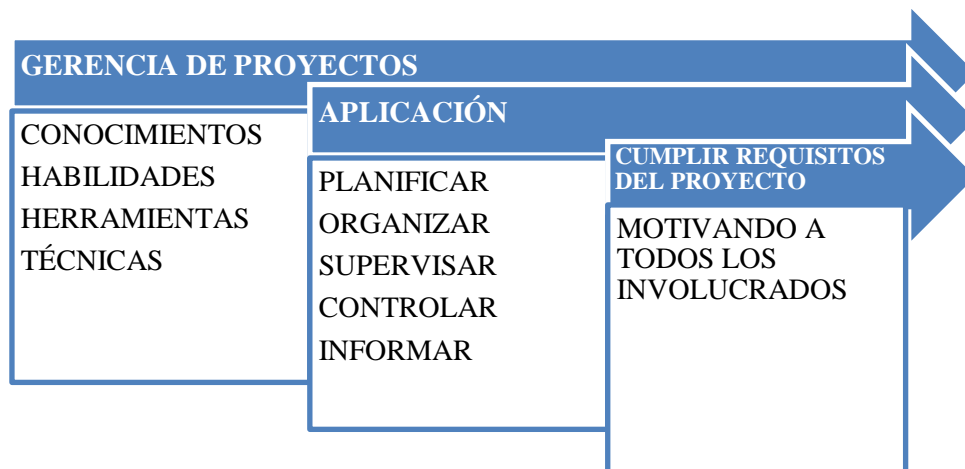 GERENCIA DE PROYECTOS
CONOCIMIENTOS
HABILIDADES
HERRAMIENTAS
TÉCNICAS
APLICACIÓN
PLANIFICAR
ORGANIZAR
SUPERVISAR
CONTROLAR
INFORMAR
CUMPLIR REQUISITOS
DEL PROYECTO
MOTIVANDO A
TODOS LOS
INVOLUCRADOS